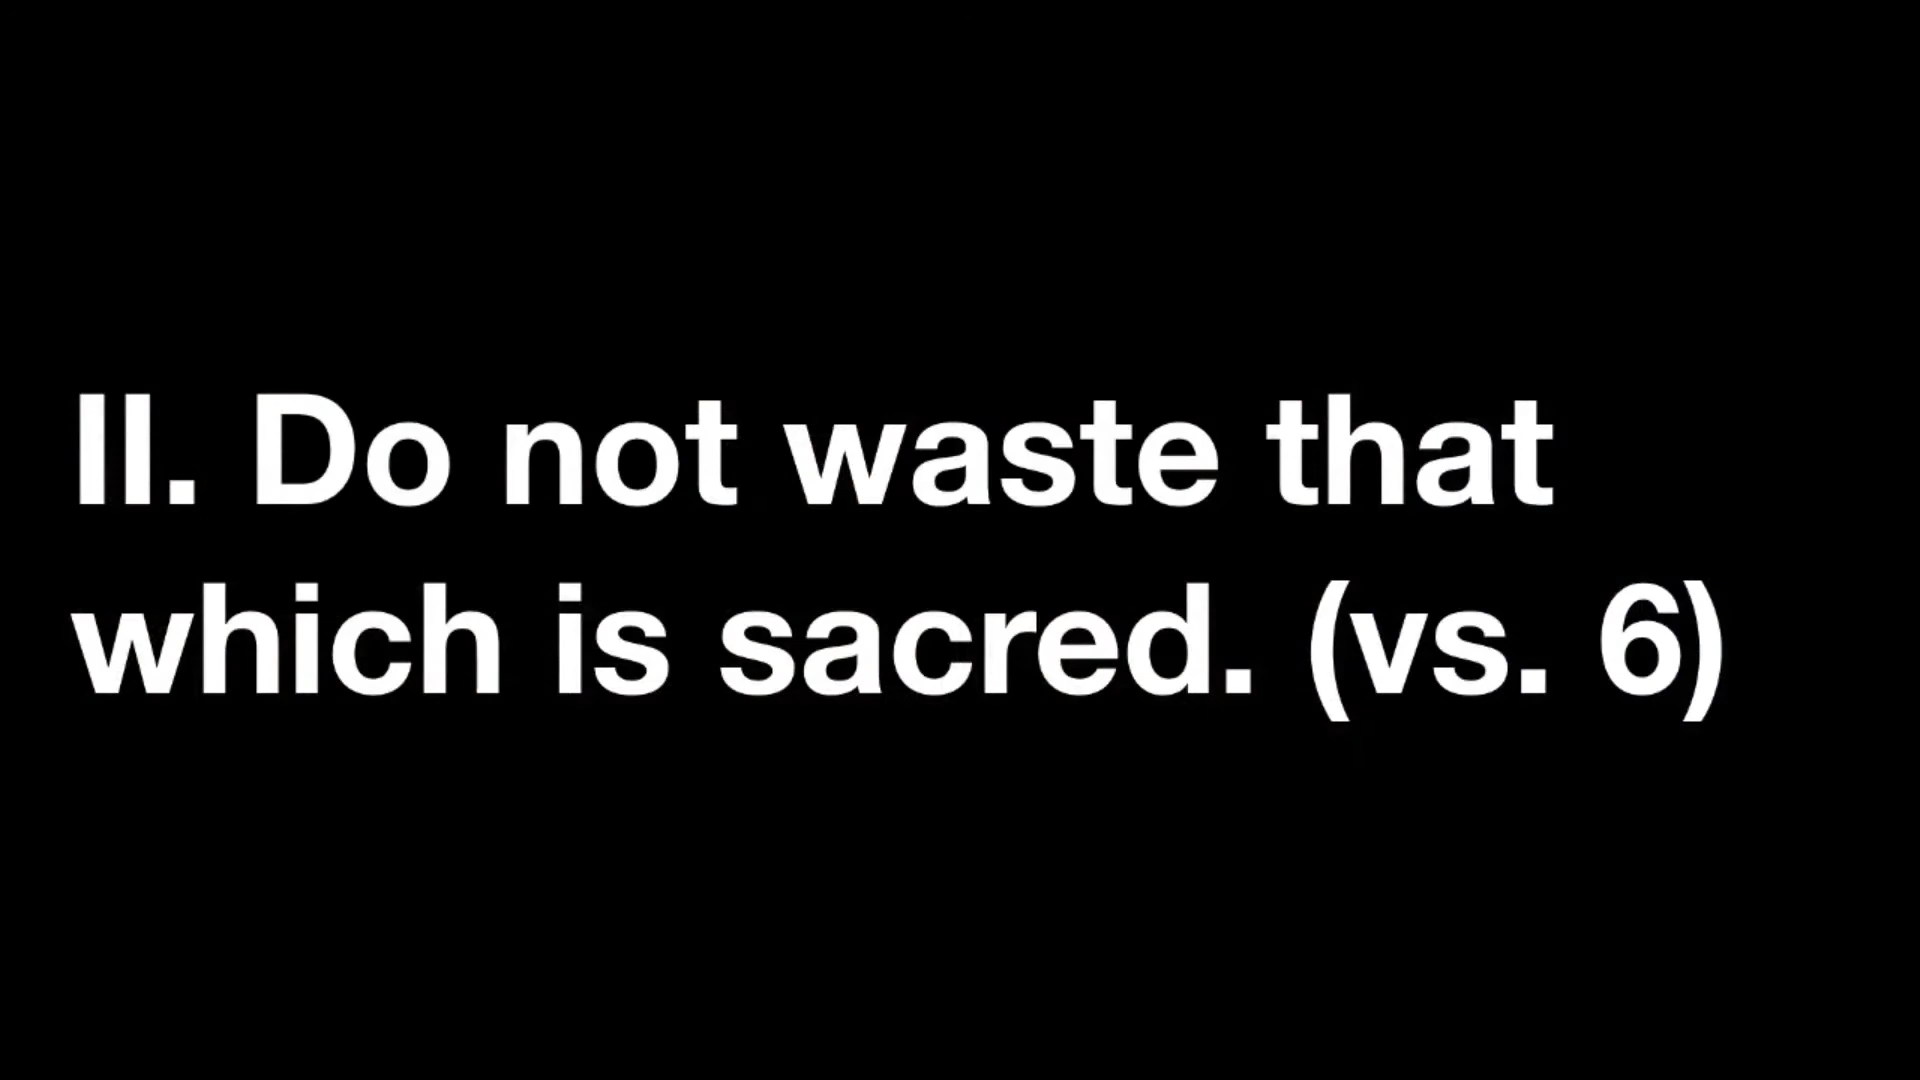 II. Do not waste that
which is sacred. (vs. 6)